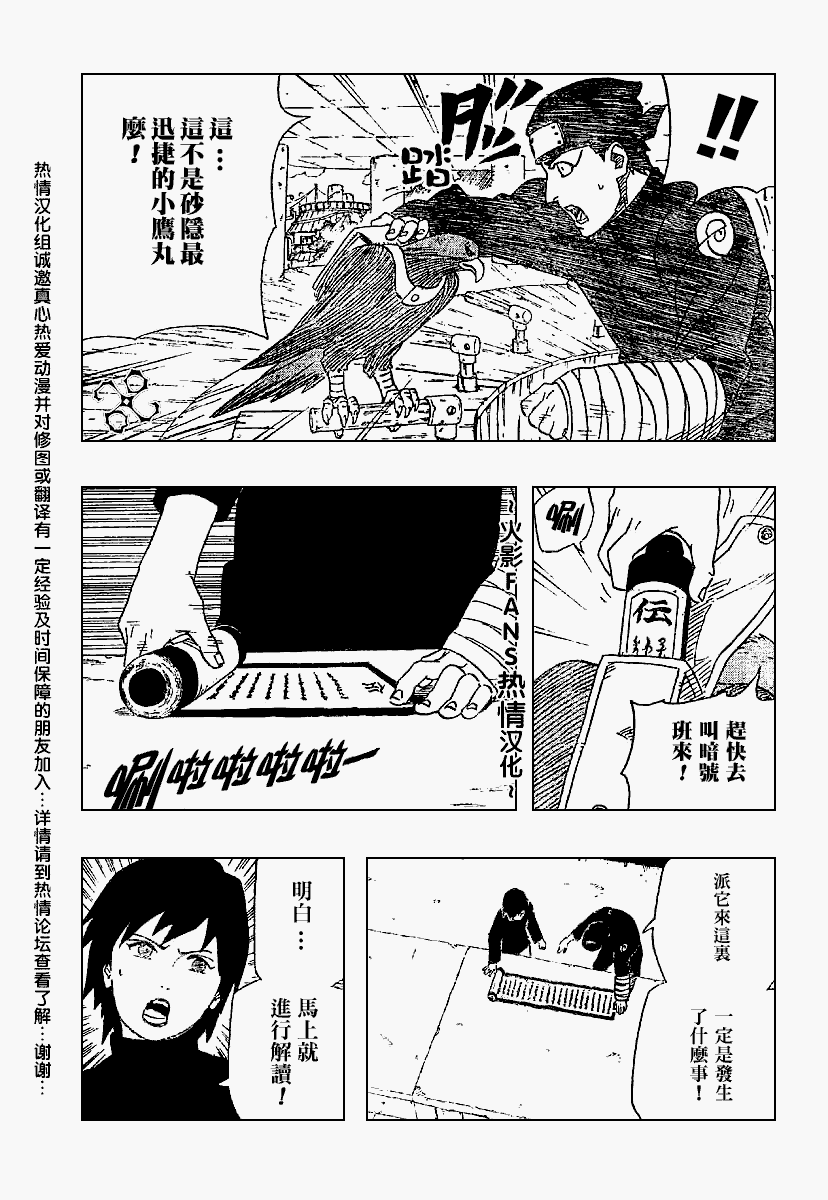 !!
這…
這不是砂隱最
迅捷的小鷹丸
麼！
唰
伝
趕快去
叫暗號
班來！
唰啦啦啦啦—
~火影FANS热情汉化~
派它來這裏
一定是發生
了什麼事！
明白…
馬上就
進行解讀！
热情汉化组诚邀真心热爱动漫并对修图或翻译有一定经验及时间保障的朋友加入…详情请到热情论坛查看了解…谢谢…